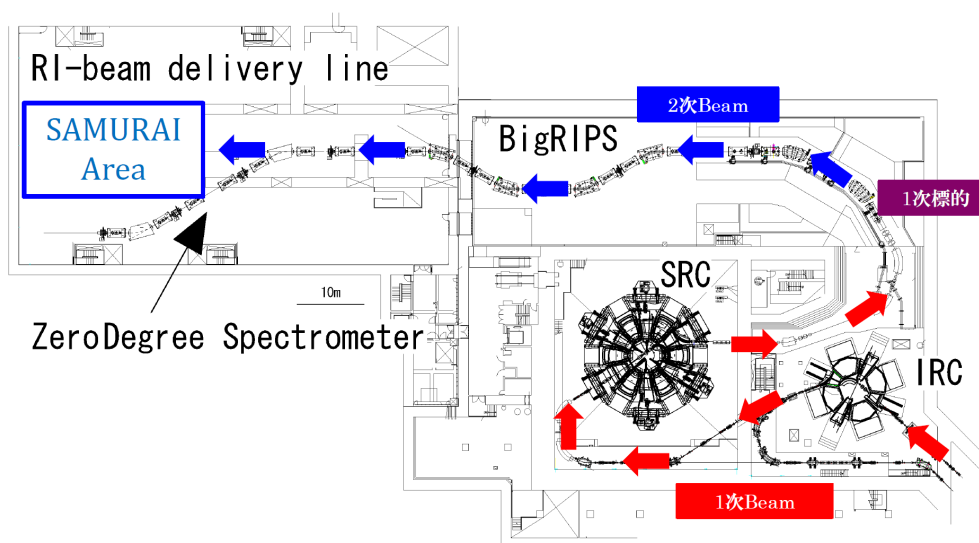 RI-beam delivery line
SAMURAI
Area
2次Beam
BigRIPS
1次標的
SRC
10m
ZeroDegree Spectrometer
IRC
1次Beam